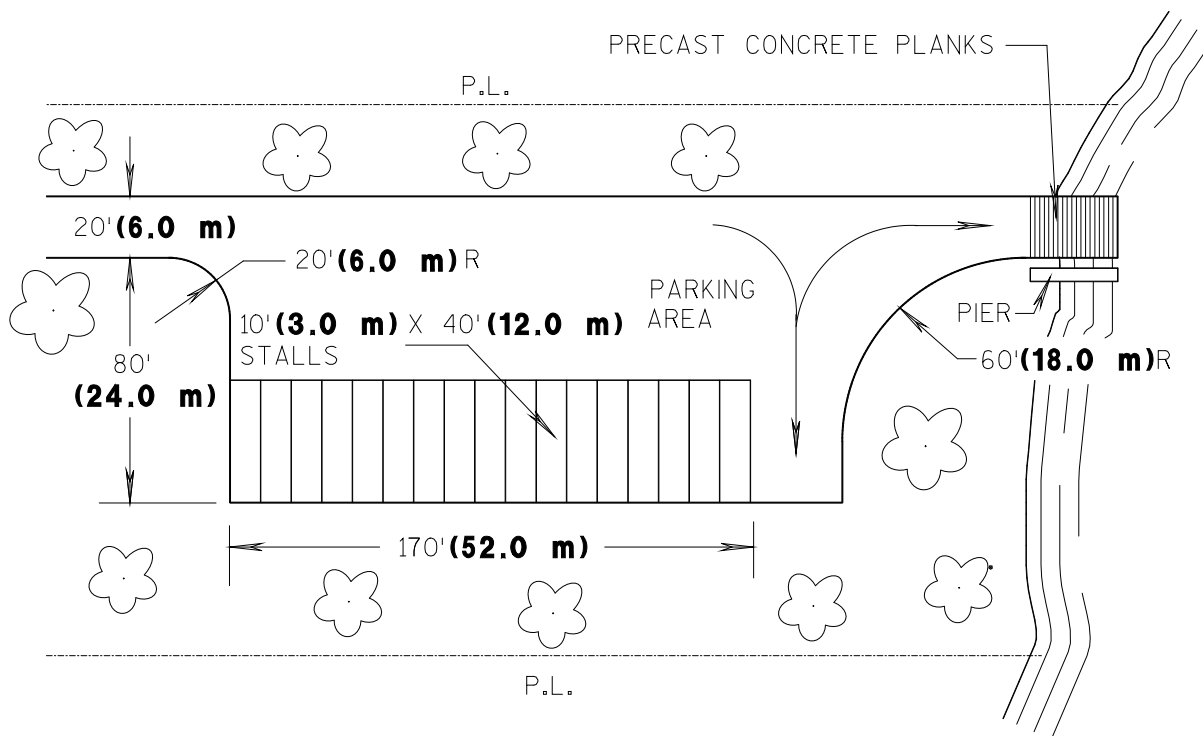 PRECAST CONCRETE PLANKS
P.L.
20'(6.0 m)
20'(6.0 m)R
PARKING
AREA
10'(3.0 m) X 40'(12.0 m)
STALLS
PIER
80'
(24.0 m)
60'(18.0 m)R
170'(52.0 m)
P.L.